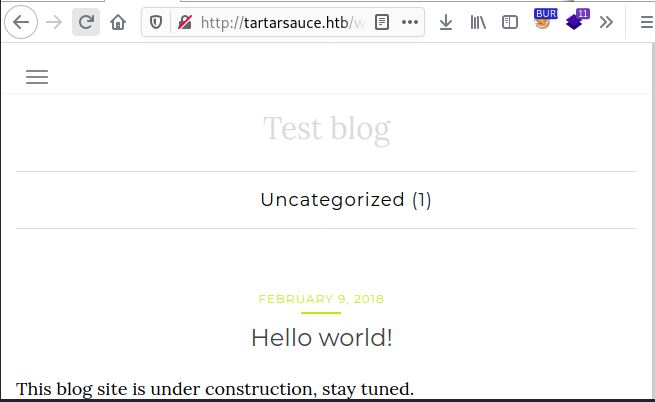 http://tartarsauce.htb/w
BUR
11
Test blog
Uncategorized (1)
FEBRUARY 9, 2018
Hello world!
This blog site is under construction, stay tuned.